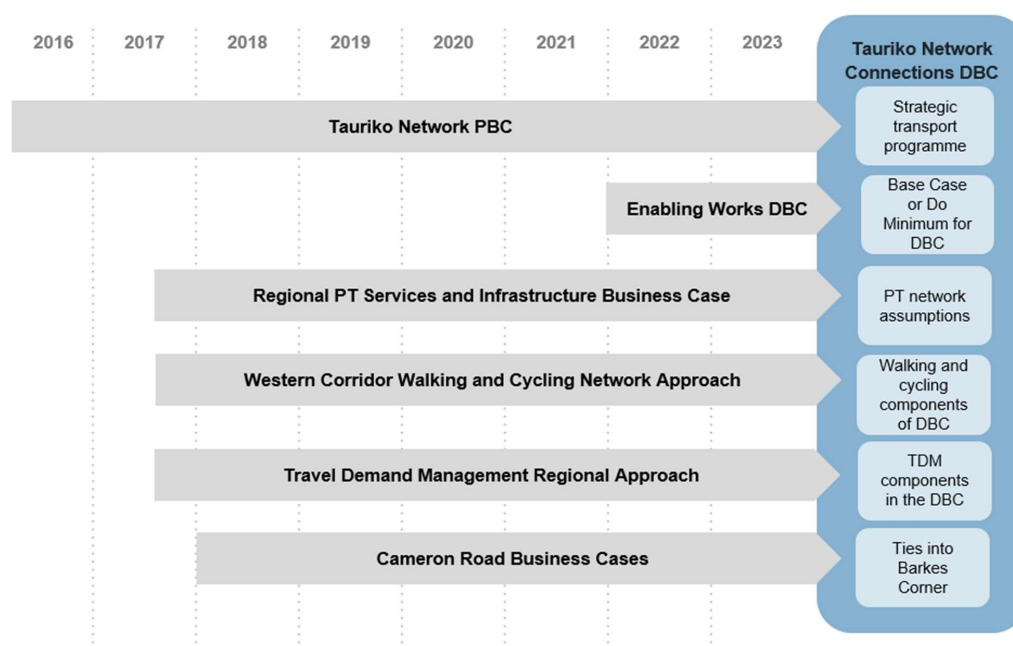 2016 2017 2018 2019 2020 2021 2022 2023
Tauriko Network
Connections DBC
Tauriko Network PBC
Strategic
transport
programme
Enabling Works DBC
Base Case
or Do
Minimum for
DBC
Regional PT Services and Infrastructure Business Case
PT network
assumptions
Western Corridor Walking and Cycling Network Approach
Walking and
cycling
components
of DBC
Travel Demand Management Regional Approach
TDM
components
in the DBC
Cameron Road Business Cases
Ties into
Barkes
Corner